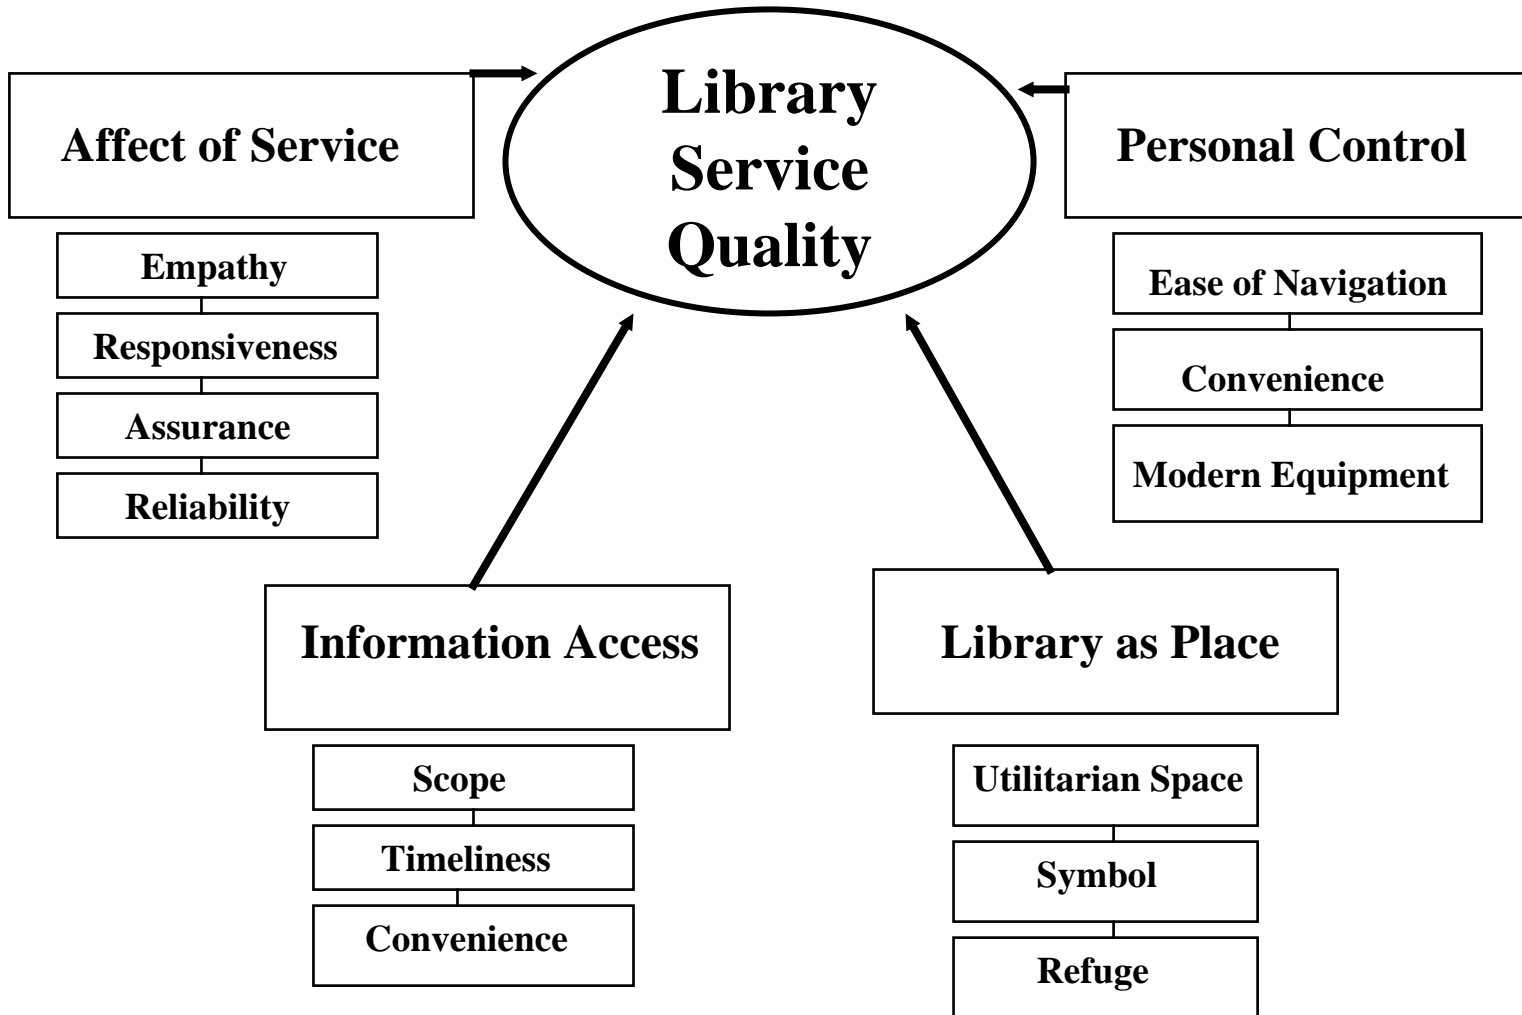 Library
Service
Quality
Affect of Service
Empathy
Responsiveness
Assurance
Reliability
Personal Control
Ease of Navigation
Convenience
Modern Equipment
Information Access
Scope
Timeliness
Convenience
Library as Place
Utilitarian Space
Symbol
Refuge